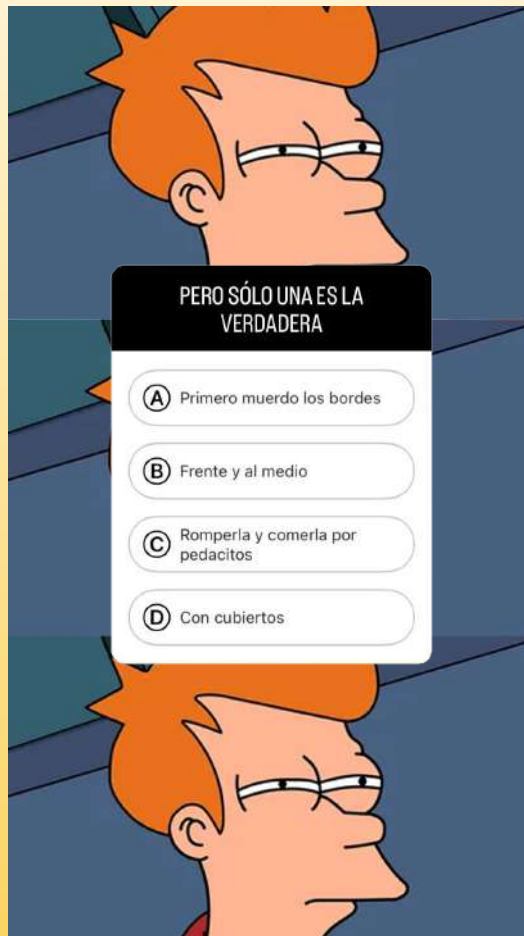 PERO SÓLO UNA ES LA
VERDADERA
A Primero muerdo los bordes
B Frente y al medio
C Romperla y comerla por
pedacitos
D Con cubiertos